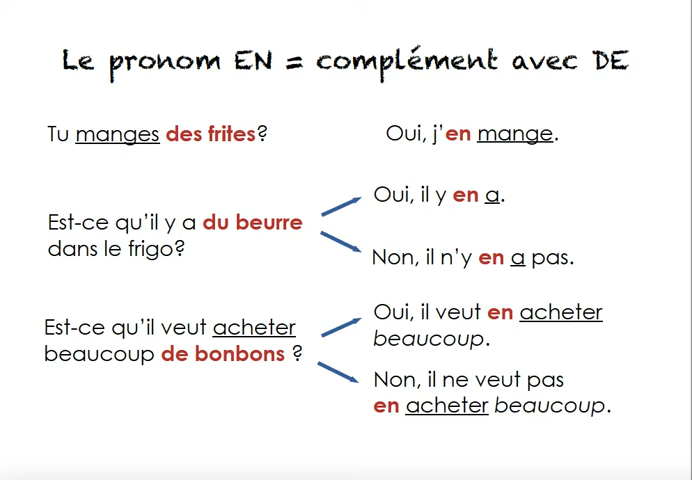 Le pronom EN = complément avec DE
Tu manges des frites?
Oui, j'en mange.
Est-ce qu'il y a du beurre
dans le frigo?
Oui, il y en a.
Non, il n'y en a pas.
Est-ce qu'il veut acheter
beaucoup de bonbons ?
Oui, il veut en acheter
beaucoup.
Non, il ne veut pas
en acheter beaucoup.